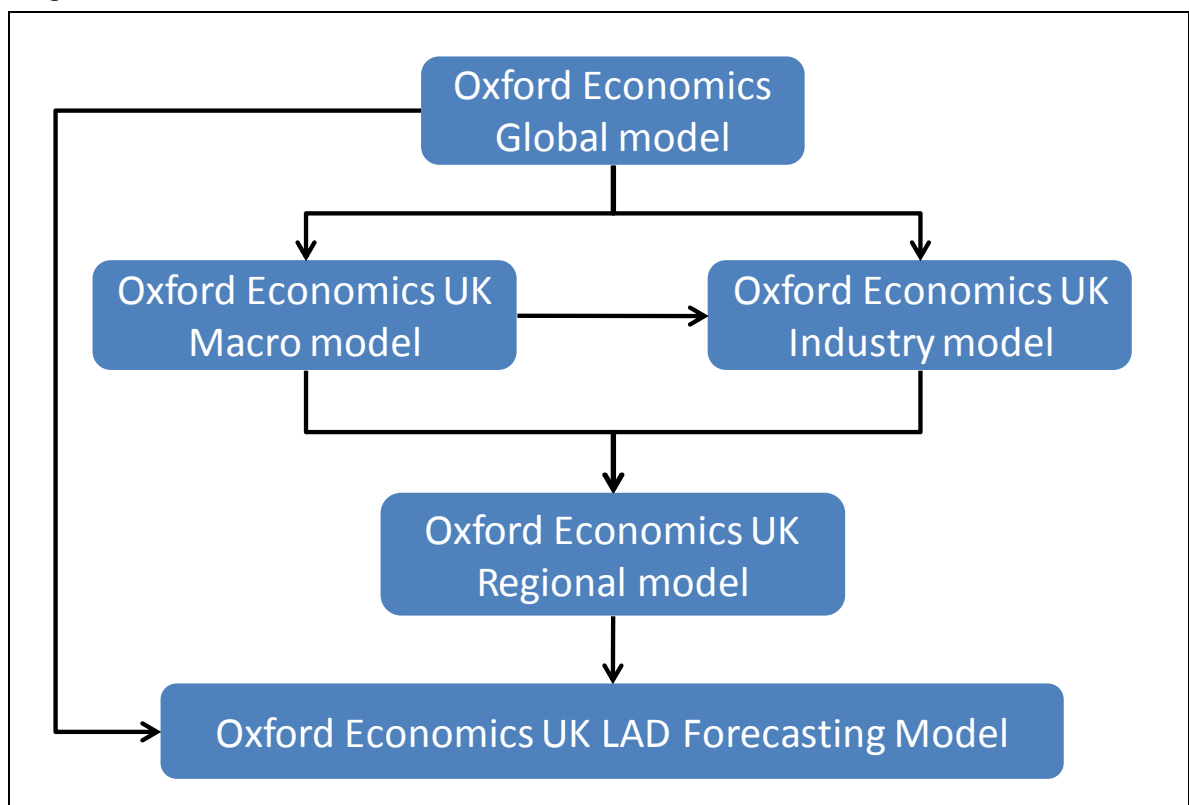 Oxford Economics
Global model
Oxford Economics UK
Macro model
Oxford Economics UK
Industry model
Oxford Economics UK
Regional model
Oxford Economics UK LAD Forecasting Model